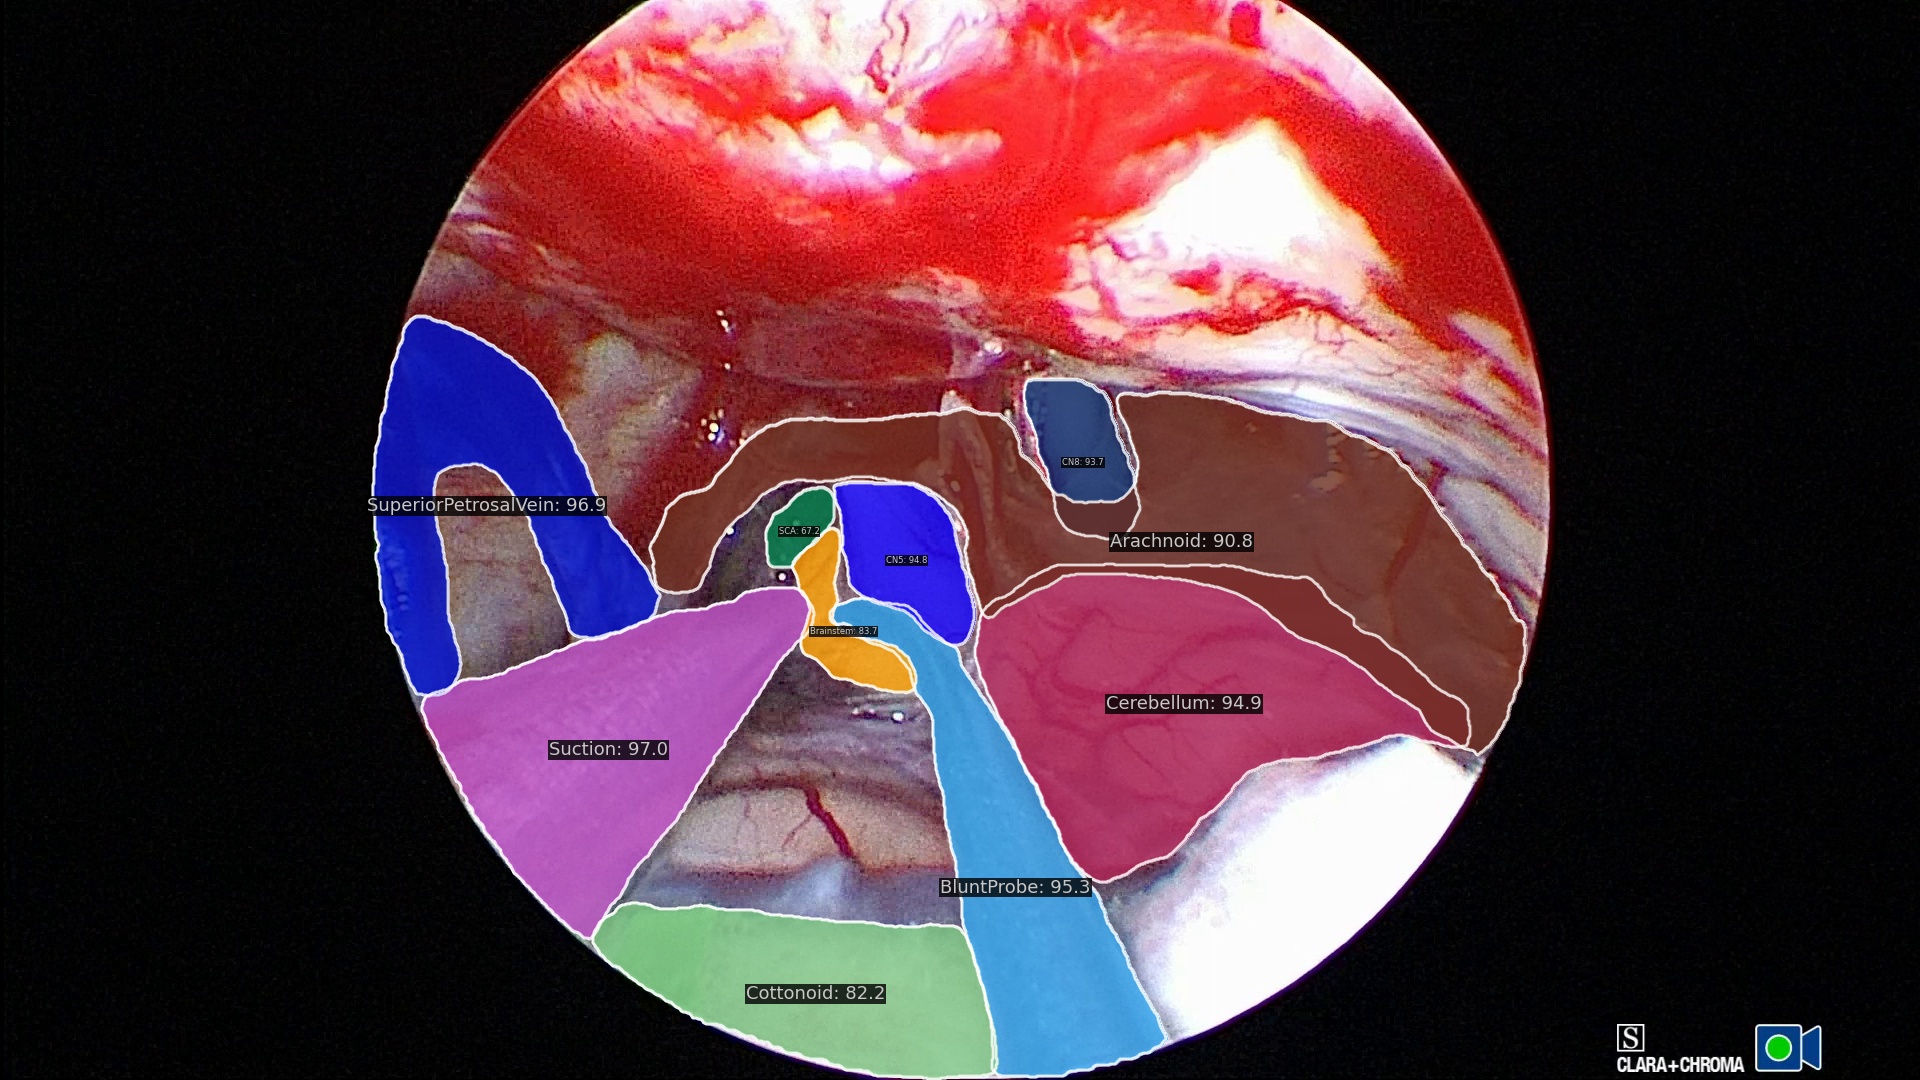 CN8: 93.7
SuperiorPetrosalVein: 96.9
SCA: 67.2
Arachnoid: 90.8
CN5: 94.8
Brainstem: 83.7
Cerebellum: 94.9
Suction: 97.0
BluntProbe: 95.3
Cottonoid: 82.2
S
CLARA+CHROMA